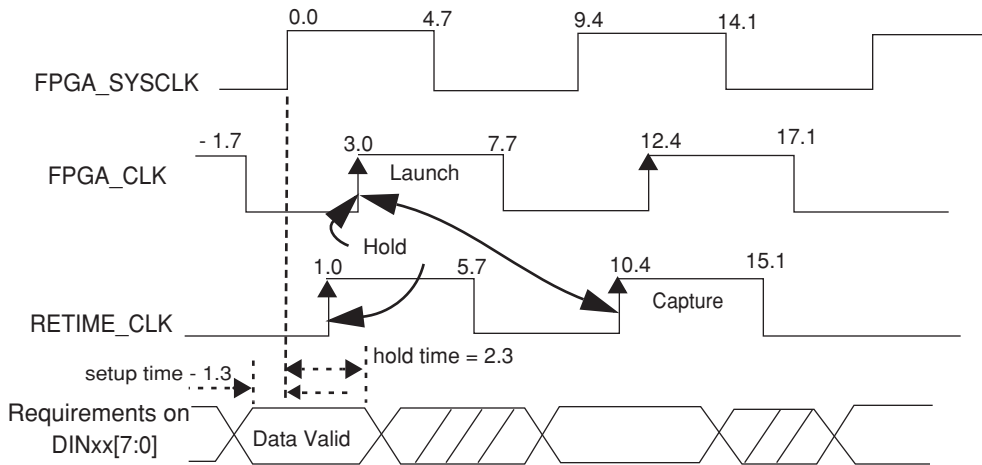 0.0 4.7 9.4 14.1
FPGA_SYSCLK
- 1.7 3.0 7.7 12.4 17.1
FPGA_CLK Launch
Hold
1.0 5.7 10.4 15.1
RETIME_CLK Capture
setup time - 1.3 hold time = 2.3
Requirements on
DINxx[7:0] Data Valid